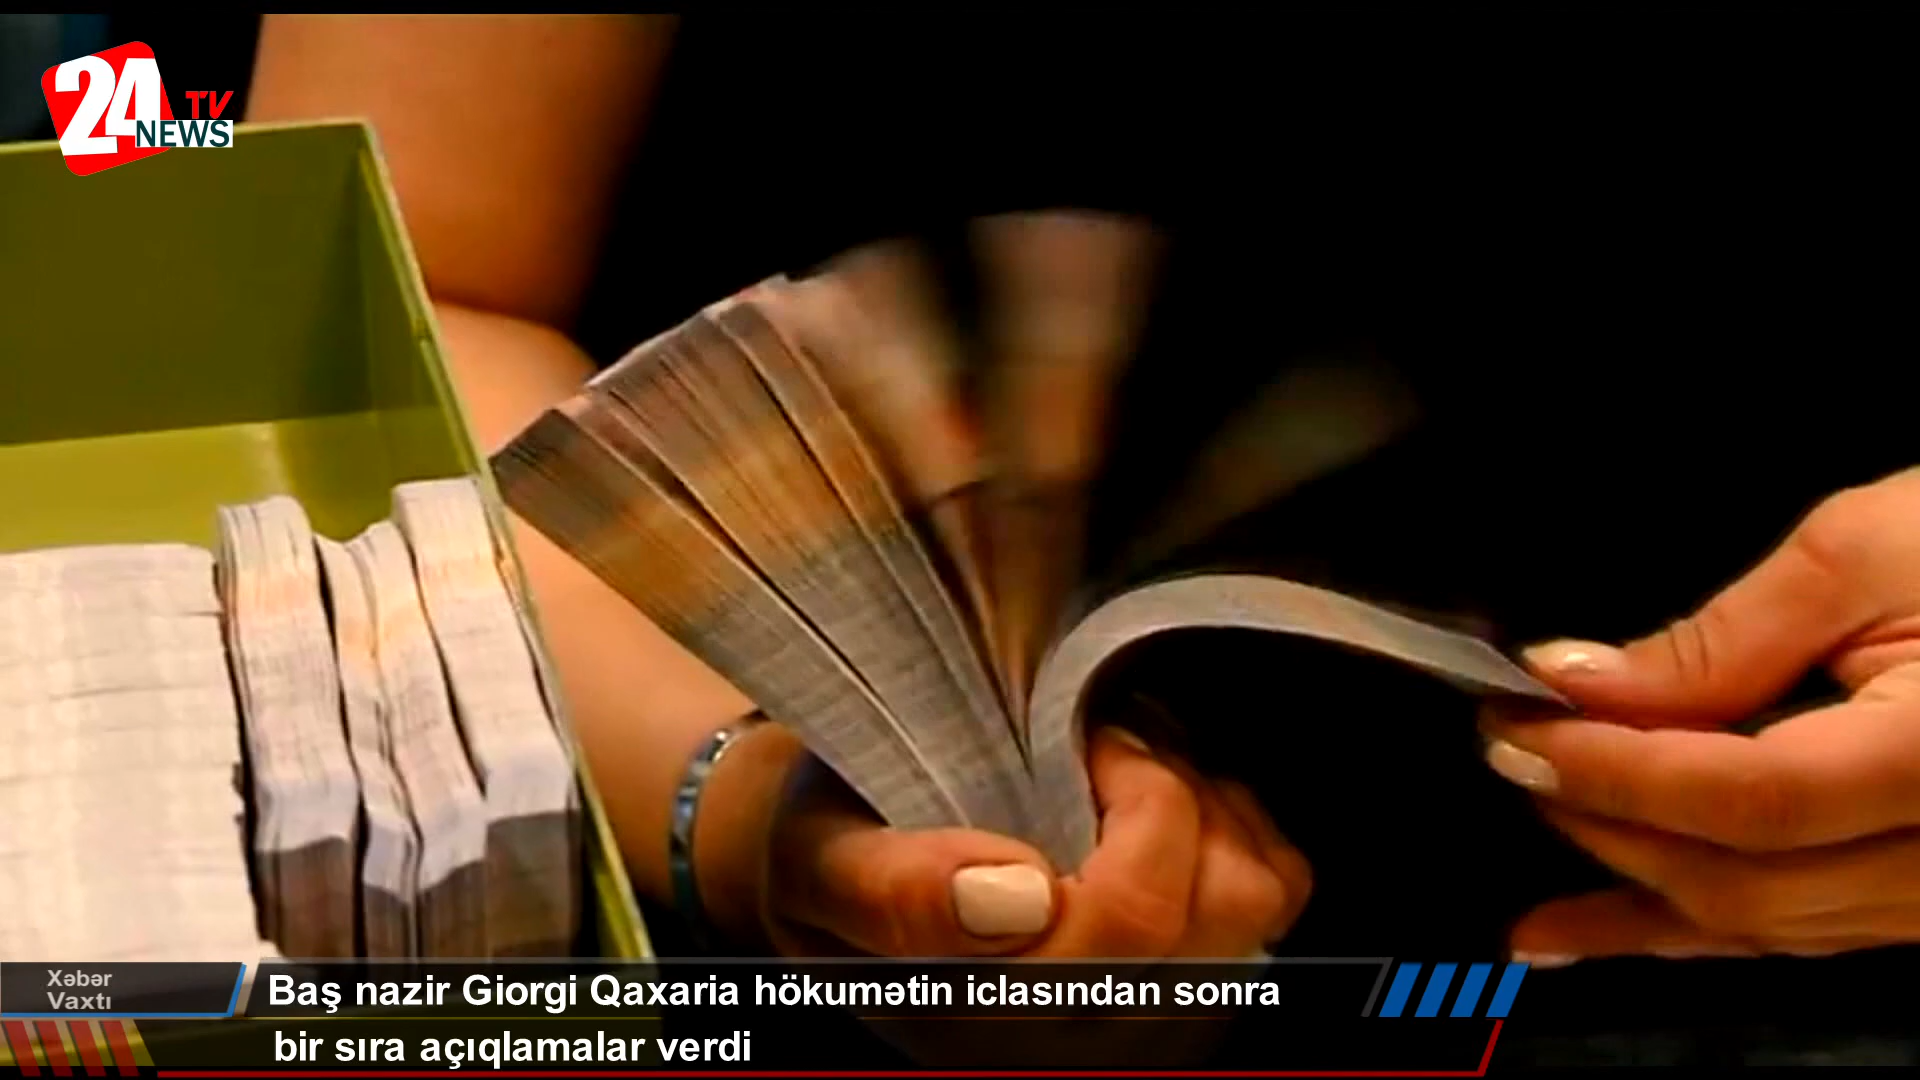 24
TV
NEWS
Xəbər
Vaxtı
Baş nazir Giorgi Qaxaria hökumətin iclasından sonra
bir sıra açıqlamalar verdi